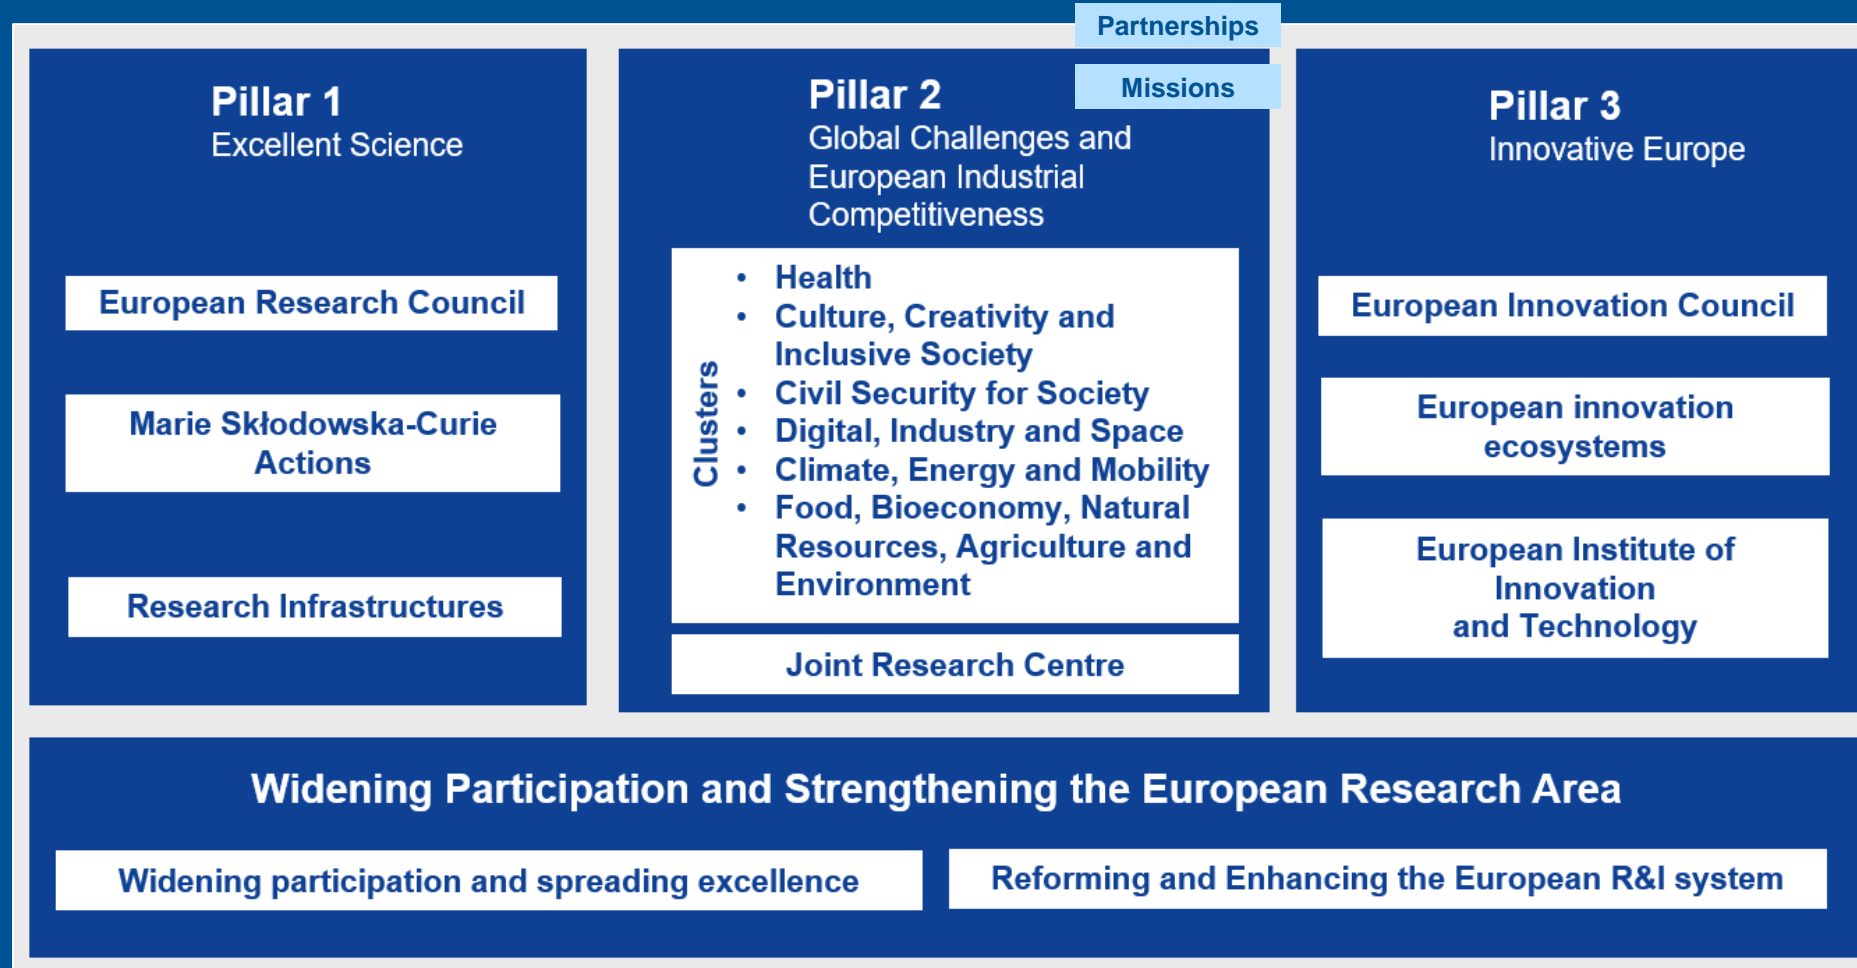 Partnerships
Missions
Pillar 1
Excellent Science
European Research Council
Marie Skłodowska-Curie
Actions
Research Infrastructures
Pillar 2
Global Challenges and
European Industrial
Competitiveness
Clusters
• Health
• Culture, Creativity and
Inclusive Society
• Civil Security for Society
• Digital, Industry and Space
• Climate, Energy and Mobility
• Food, Bioeconomy, Natural
Resources, Agriculture and
Environment
Joint Research Centre
Pillar 3
Innovative Europe
European Innovation Council
European innovation
ecosystems
European Institute of
Innovation
and Technology
Widening Participation and Strengthening the European Research Area
Widening participation and spreading excellence
Reforming and Enhancing the European R&I system